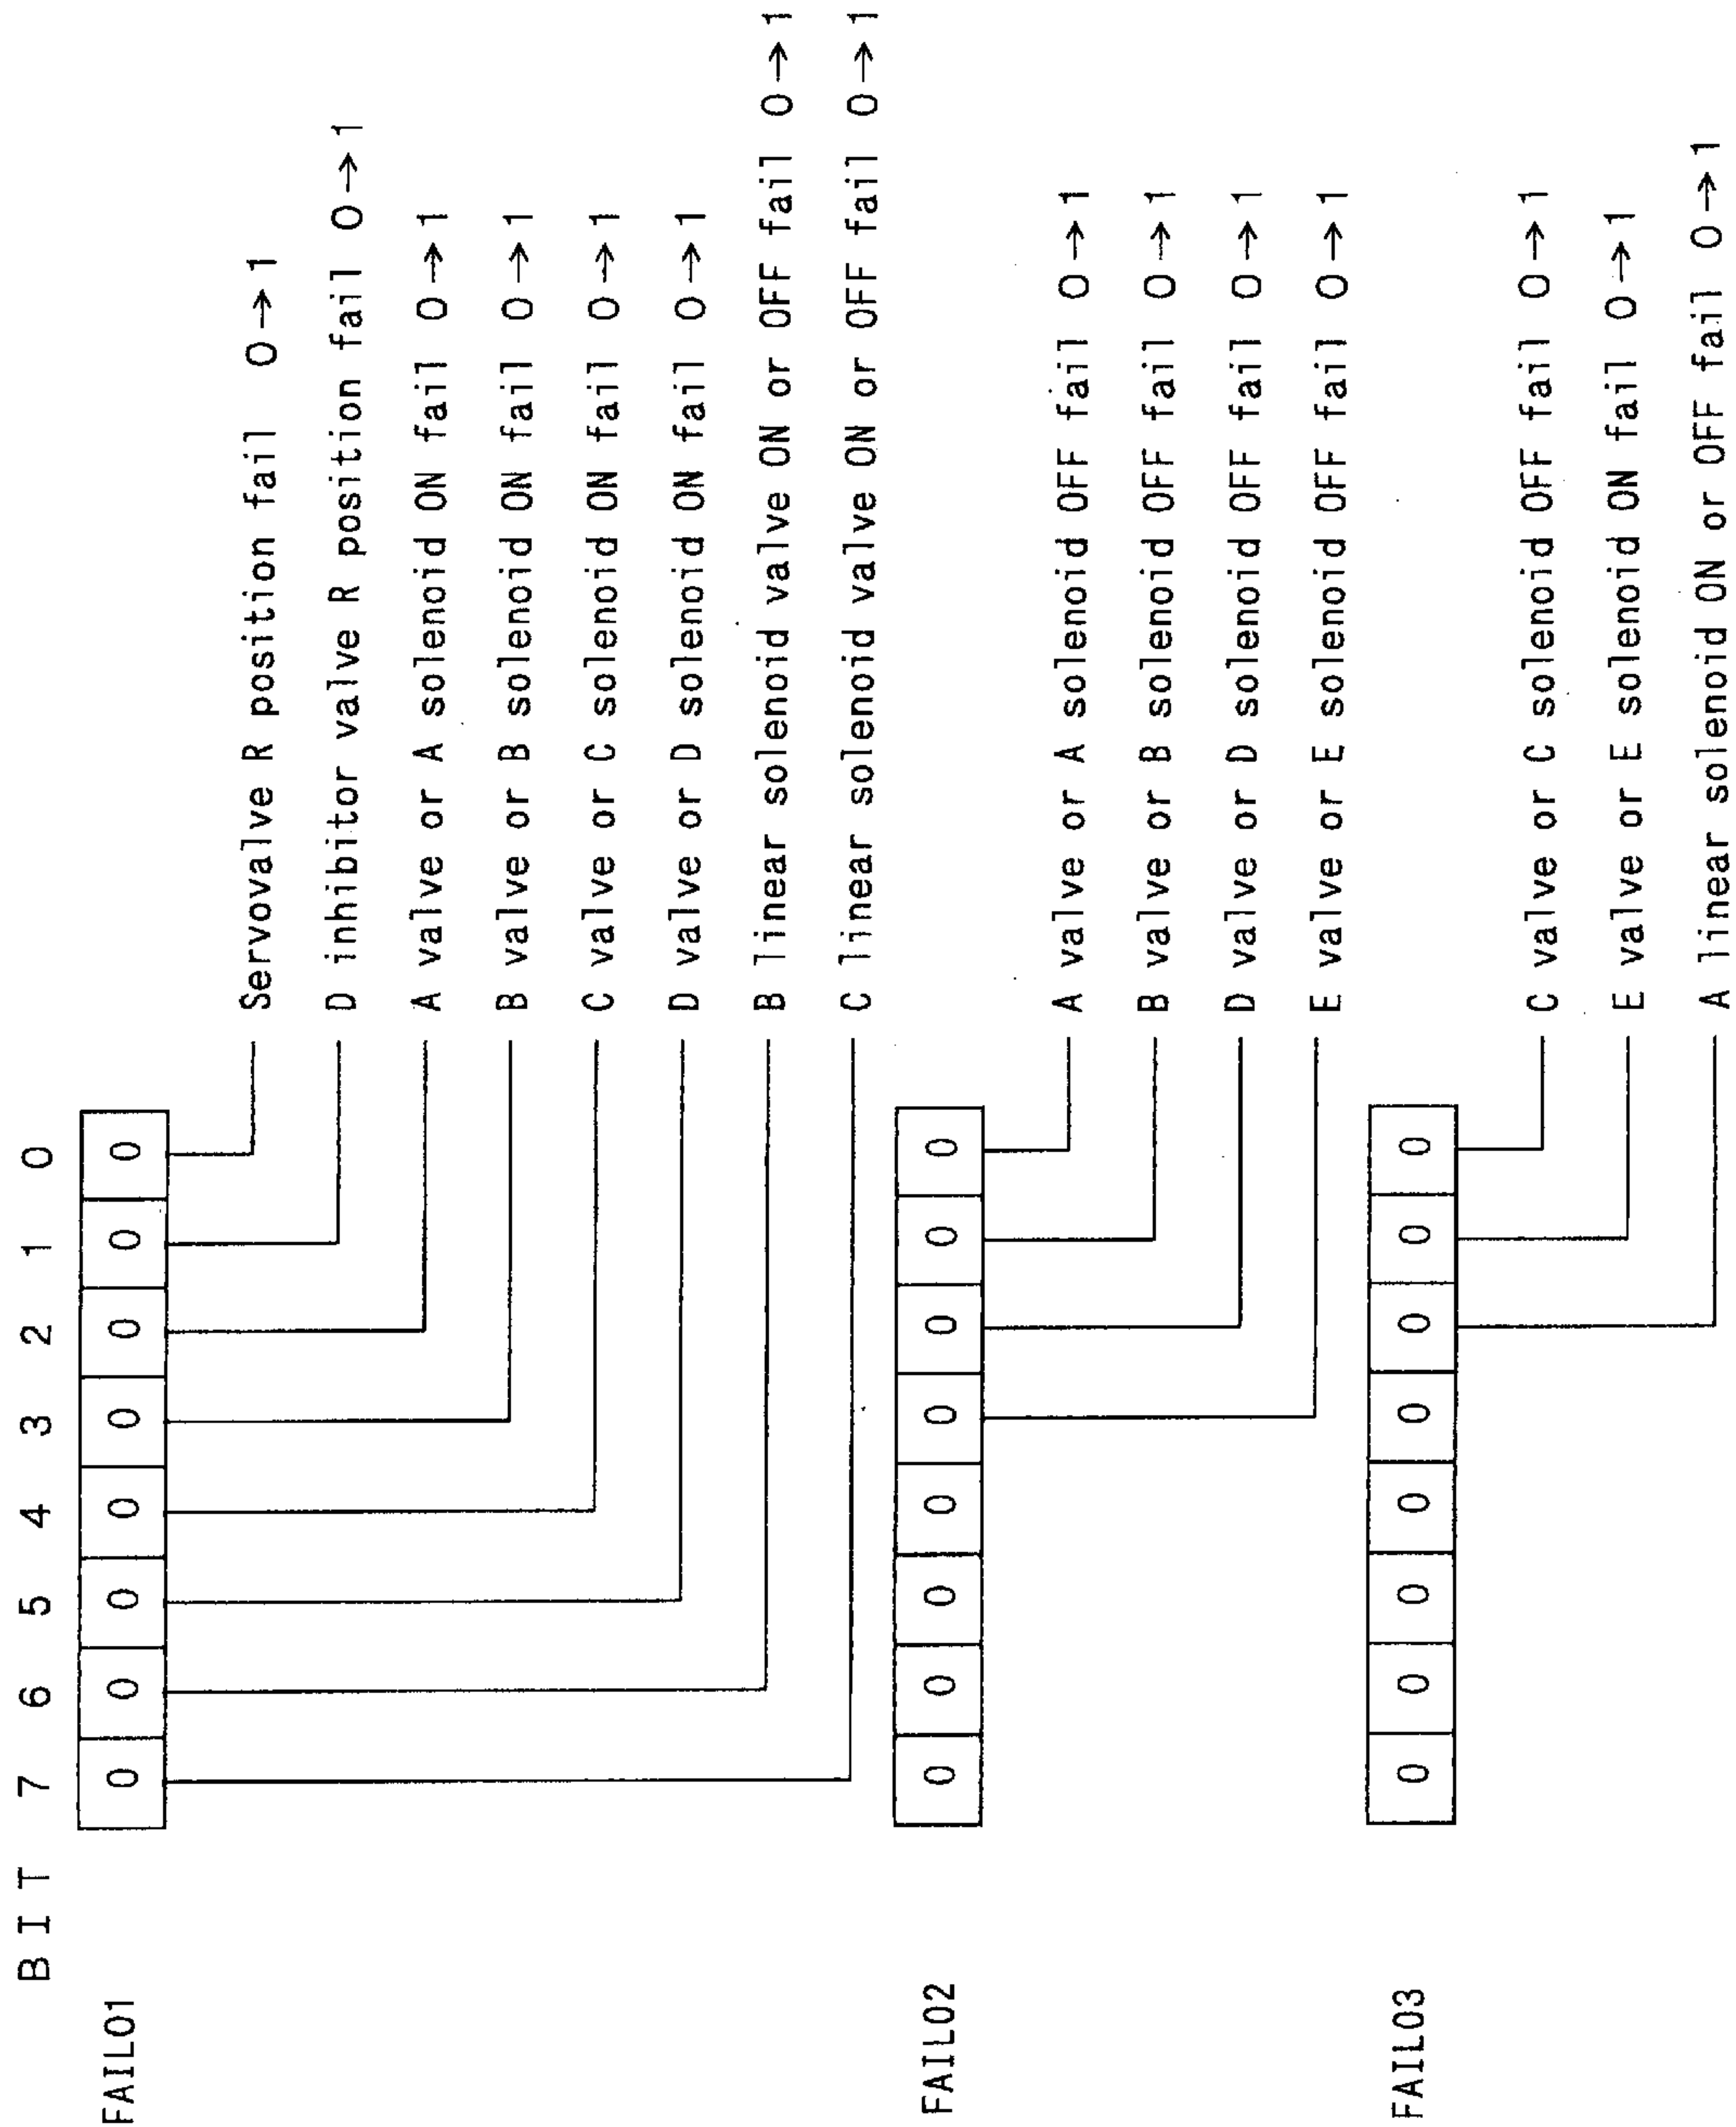 BIT 7 6 5 4 3 2 1 0
FAIL01 0 0 0 0 0 0 0 0
Servovalve R position fail 0→1
D inhibitor valve R position fail 0→1
A valve or A solenoid ON fail 0→1
B valve or B solenoid ON fail 0→1
C valve or C solenoid ON fail 0→1
D valve or D solenoid ON fail 0→1
B linear solenoid valve ON or OFF fail 0→1
C linear solenoid valve ON or OFF fail 0→1
FAIL02 0 0 0 0 0 0 0 0
A valve or A solenoid OFF fail 0→1
B valve or B solenoid OFF fail 0→1
D valve or D solenoid OFF fail 0→1
E valve or E solenoid OFF fail 0→1
FAIL03 0 0 0 0 0 0 0 0
C valve or C solenoid OFF fail 0→1
E valve or E solenoid ON fail 0→1
A linear solenoid ON or OFF fail 0→1